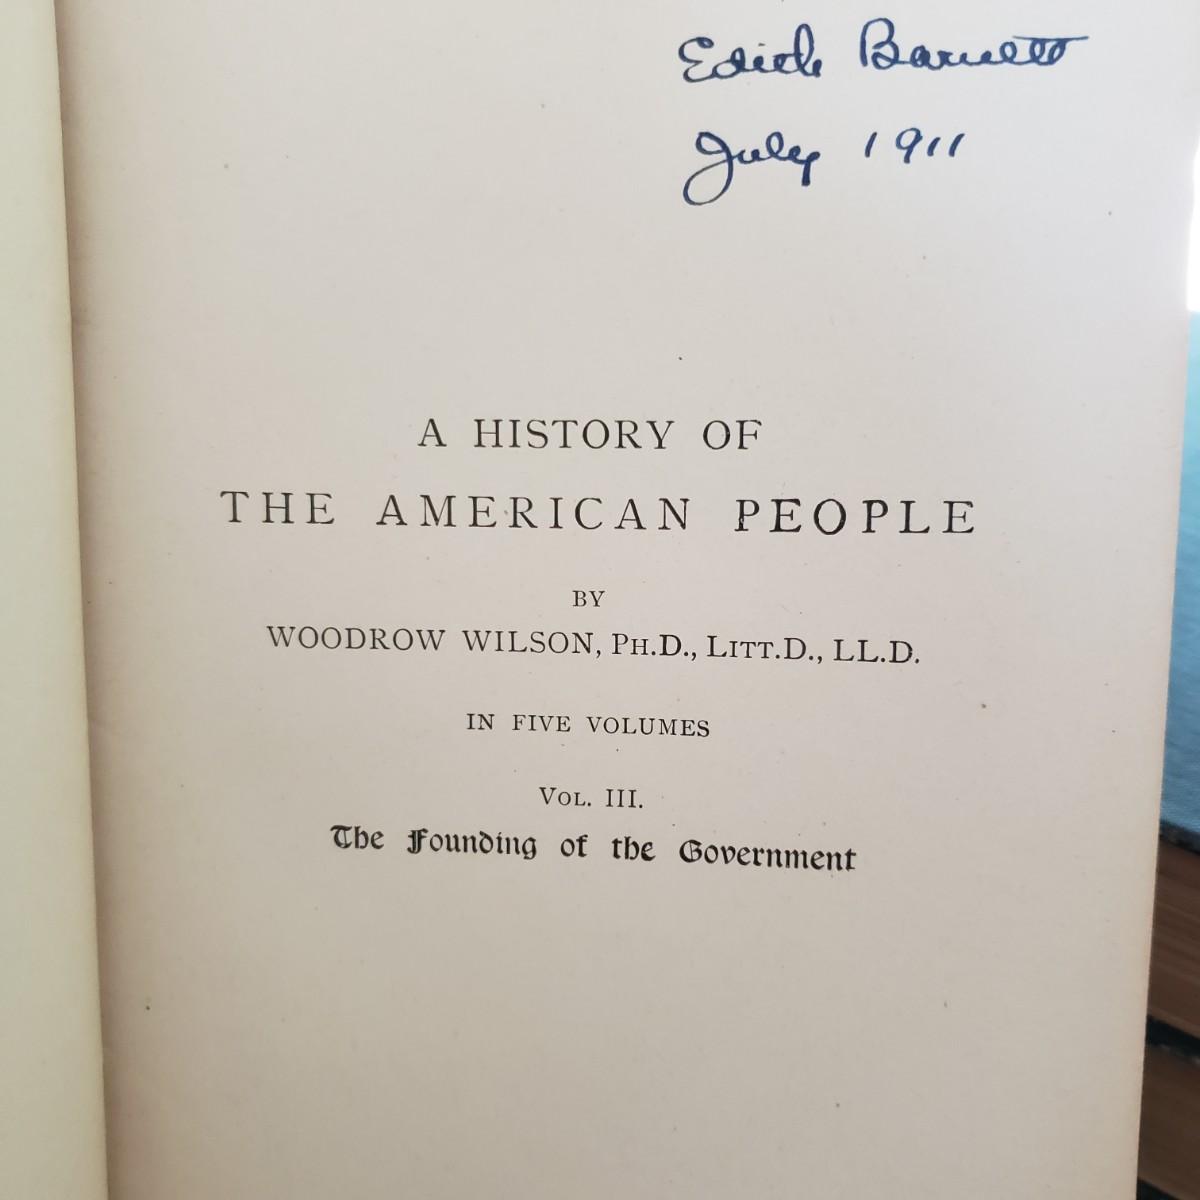 Edith Barnett
July 1911
A HISTORY OF
THE AMERICAN PEOPLE
BY
WOODROW WILSON, PH.D., LITT.D., LL.D.
IN FIVE VOLUMES
VOL. III.
The Founding of the Government